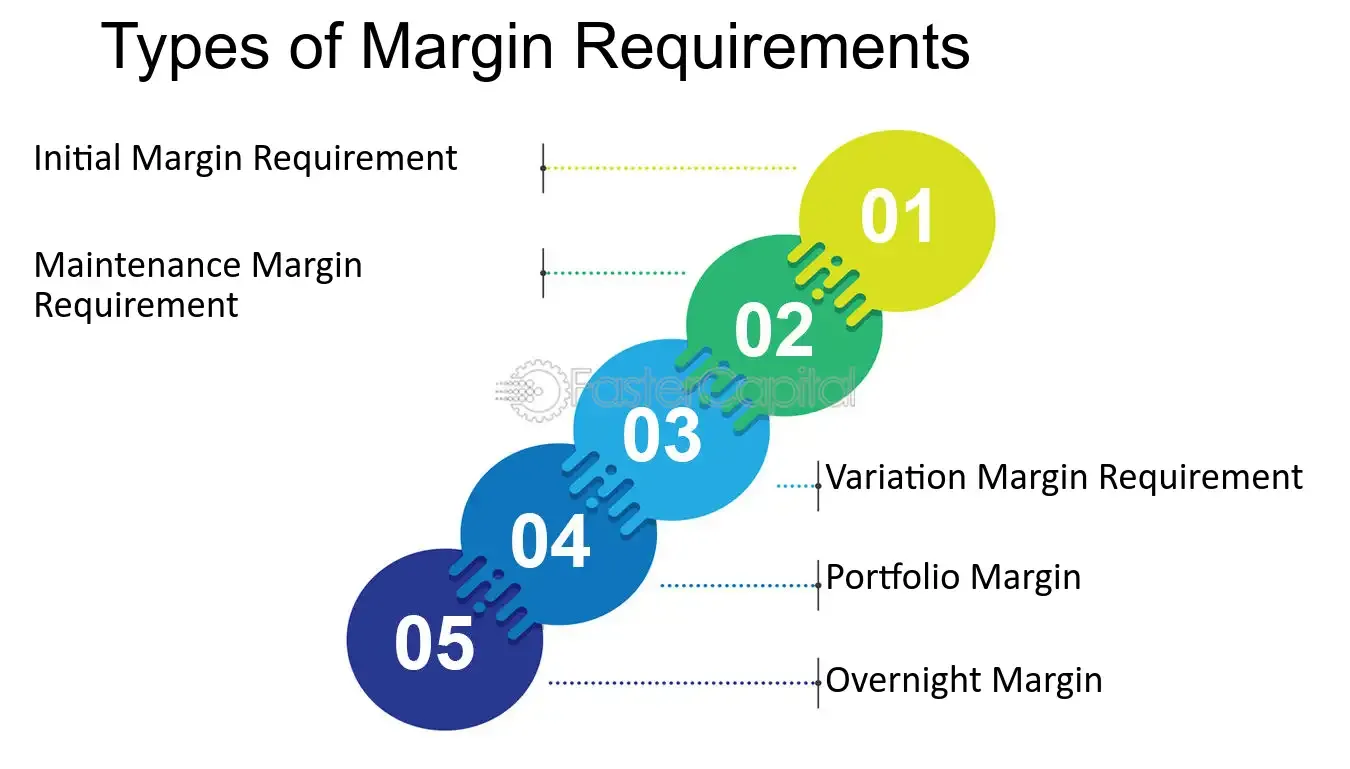 Types of Margin Requirements
Initial Margin Requirement
01
Maintenance Margin
Requirement
02
FasterCapital
03
Variation Margin Requirement
04
Portfolio Margin
05
Overnight Margin